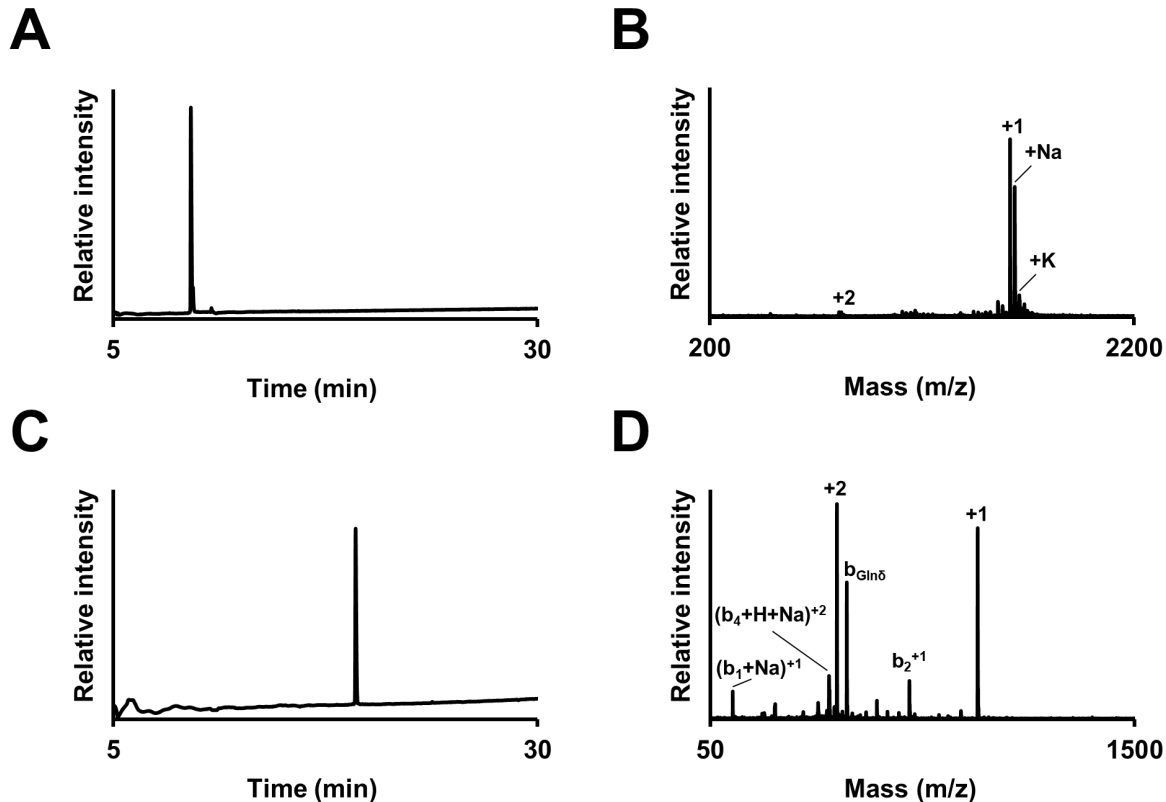 A
Relative intensity
5
30
Time (min)
B
Relative intensity
+1
+Na
+K
+2
200
2200
Mass (m/z)
C
Relative intensity
5
30
Time (min)
D
Relative intensity
+2
+1
bGlnδ
(b₄+H+Na)⁺²
(b₁+Na)⁺¹
b₂⁺¹
50
1500
Mass (m/z)